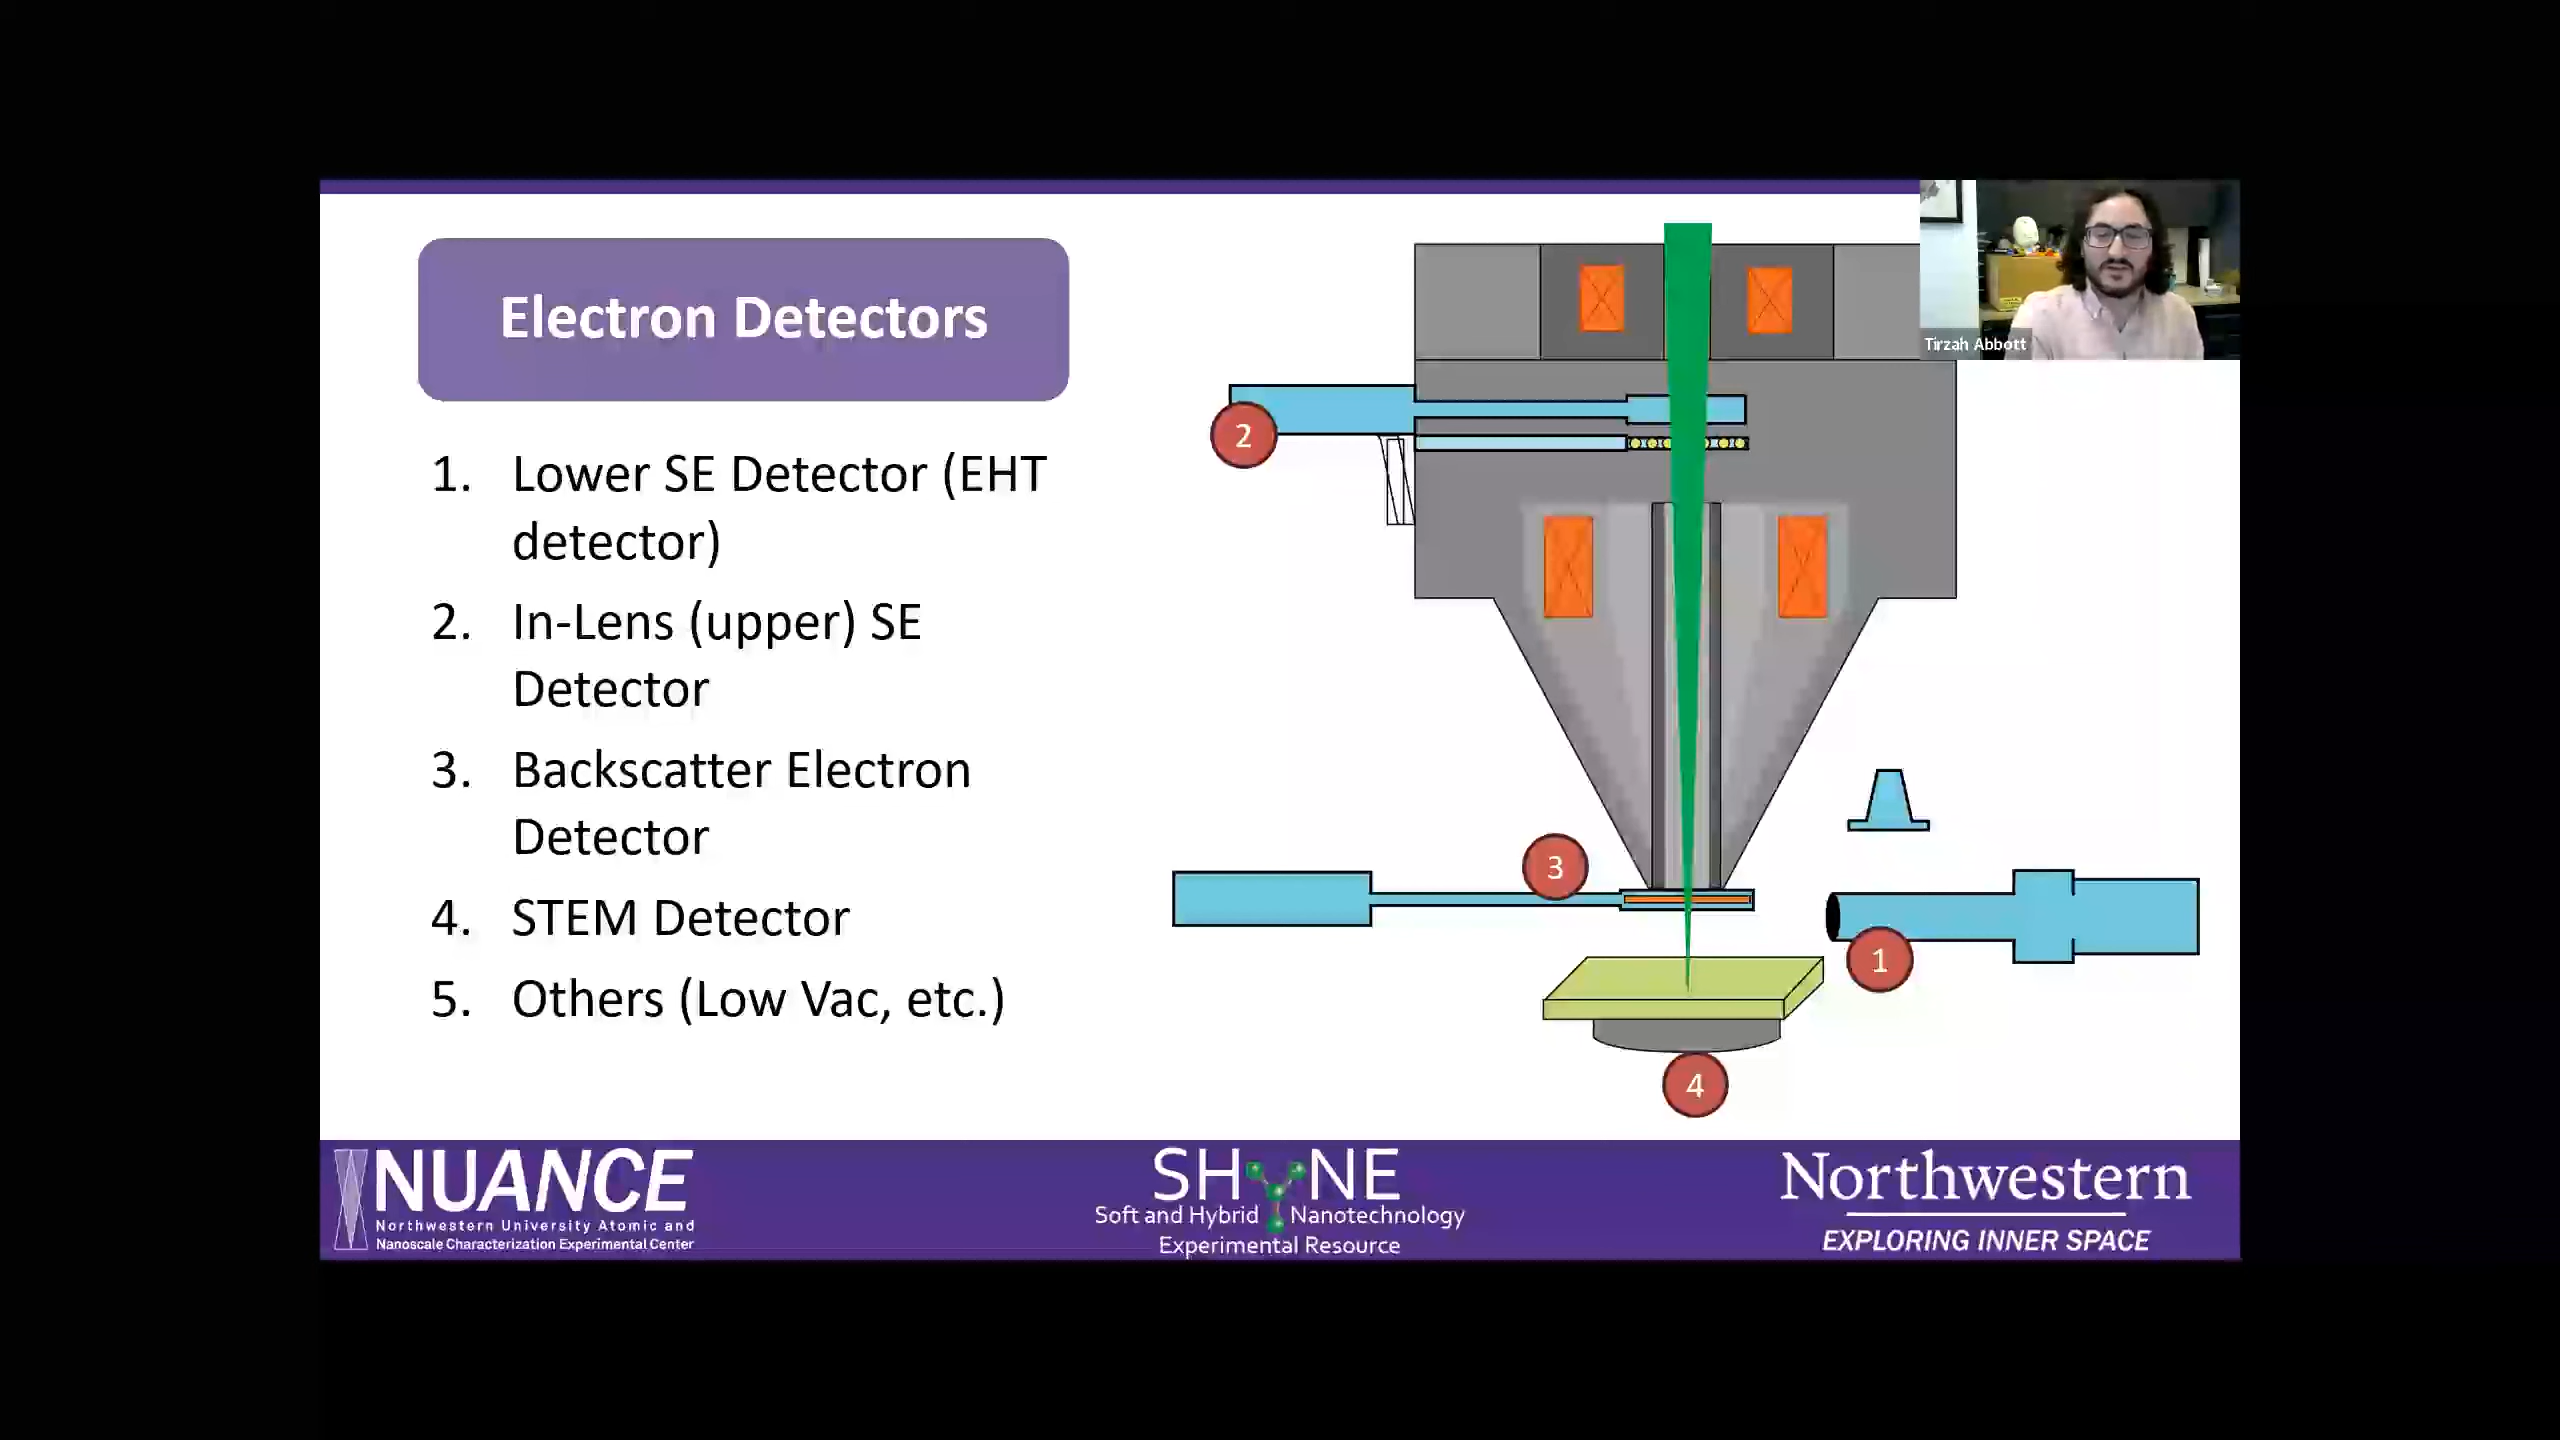 Electron Detectors
1. Lower SE Detector (EHT
detector)
2. In-Lens (upper) SE
Detector
3. Backscatter Electron
Detector
4. STEM Detector
5. Others (Low Vac, etc.)
Tirzah Abbott
2
3
1
4
NUANCE
Northwestern University Atomic and
Nanoscale Characterization Experimental Center
SHYNE
Soft and Hybrid Nanotechnology
Experimental Resource
Northwestern
EXPLORING INNER SPACE